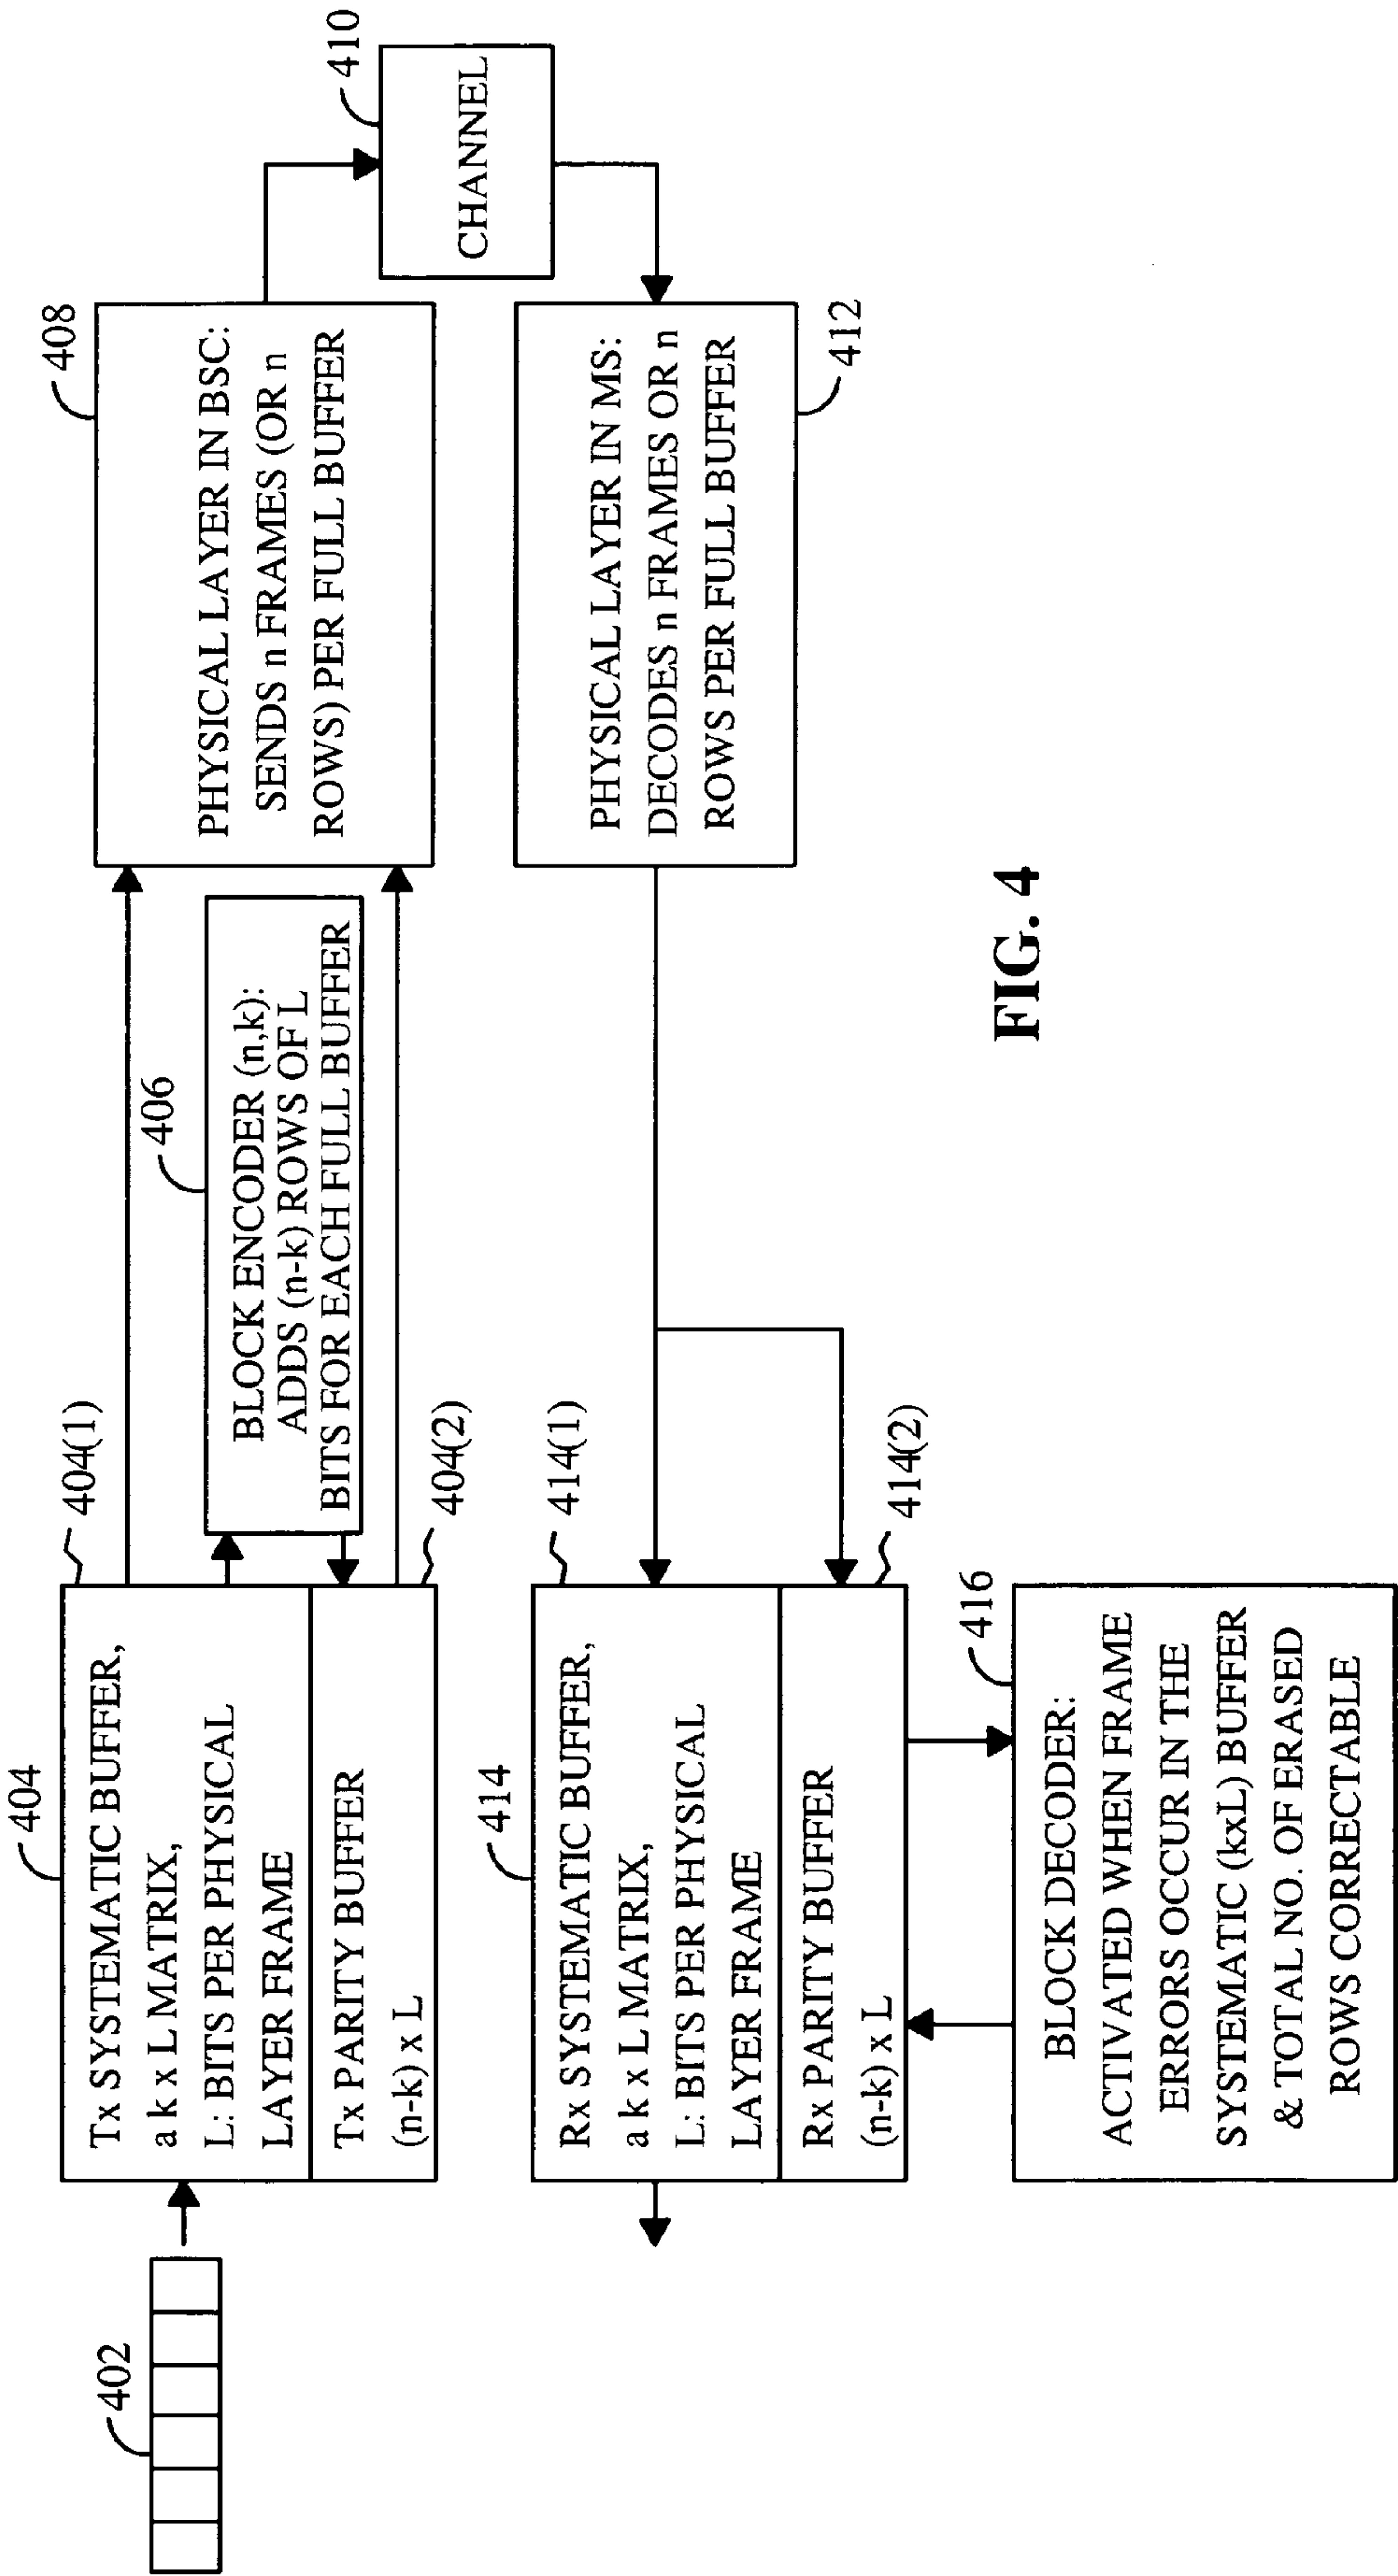 402
404
Tx SYSTEMATIC BUFFER,
a k x L MATRIX,
L: BITS PER PHYSICAL
LAYER FRAME
Tx PARITY BUFFER
(n-k) x L
404(1)
404(2)
406
BLOCK ENCODER (n,k):
ADDS (n-k) ROWS OF L
BITS FOR EACH FULL BUFFER
408
PHYSICAL LAYER IN BSC:
SENDS n FRAMES (OR n
ROWS) PER FULL BUFFER
410
CHANNEL
PHYSICAL LAYER IN MS:
DECODES n FRAMES OR n
ROWS PER FULL BUFFER
412
414
Rx SYSTEMATIC BUFFER,
a k x L MATRIX,
L: BITS PER PHYSICAL
LAYER FRAME
Rx PARITY BUFFER
(n-k) x L
414(1)
414(2)
416
BLOCK DECODER:
ACTIVATED WHEN FRAME
ERRORS OCCUR IN THE
SYSTEMATIC (kxL) BUFFER
& TOTAL NO. OF ERASED
ROWS CORRECTABLE
FIG. 4